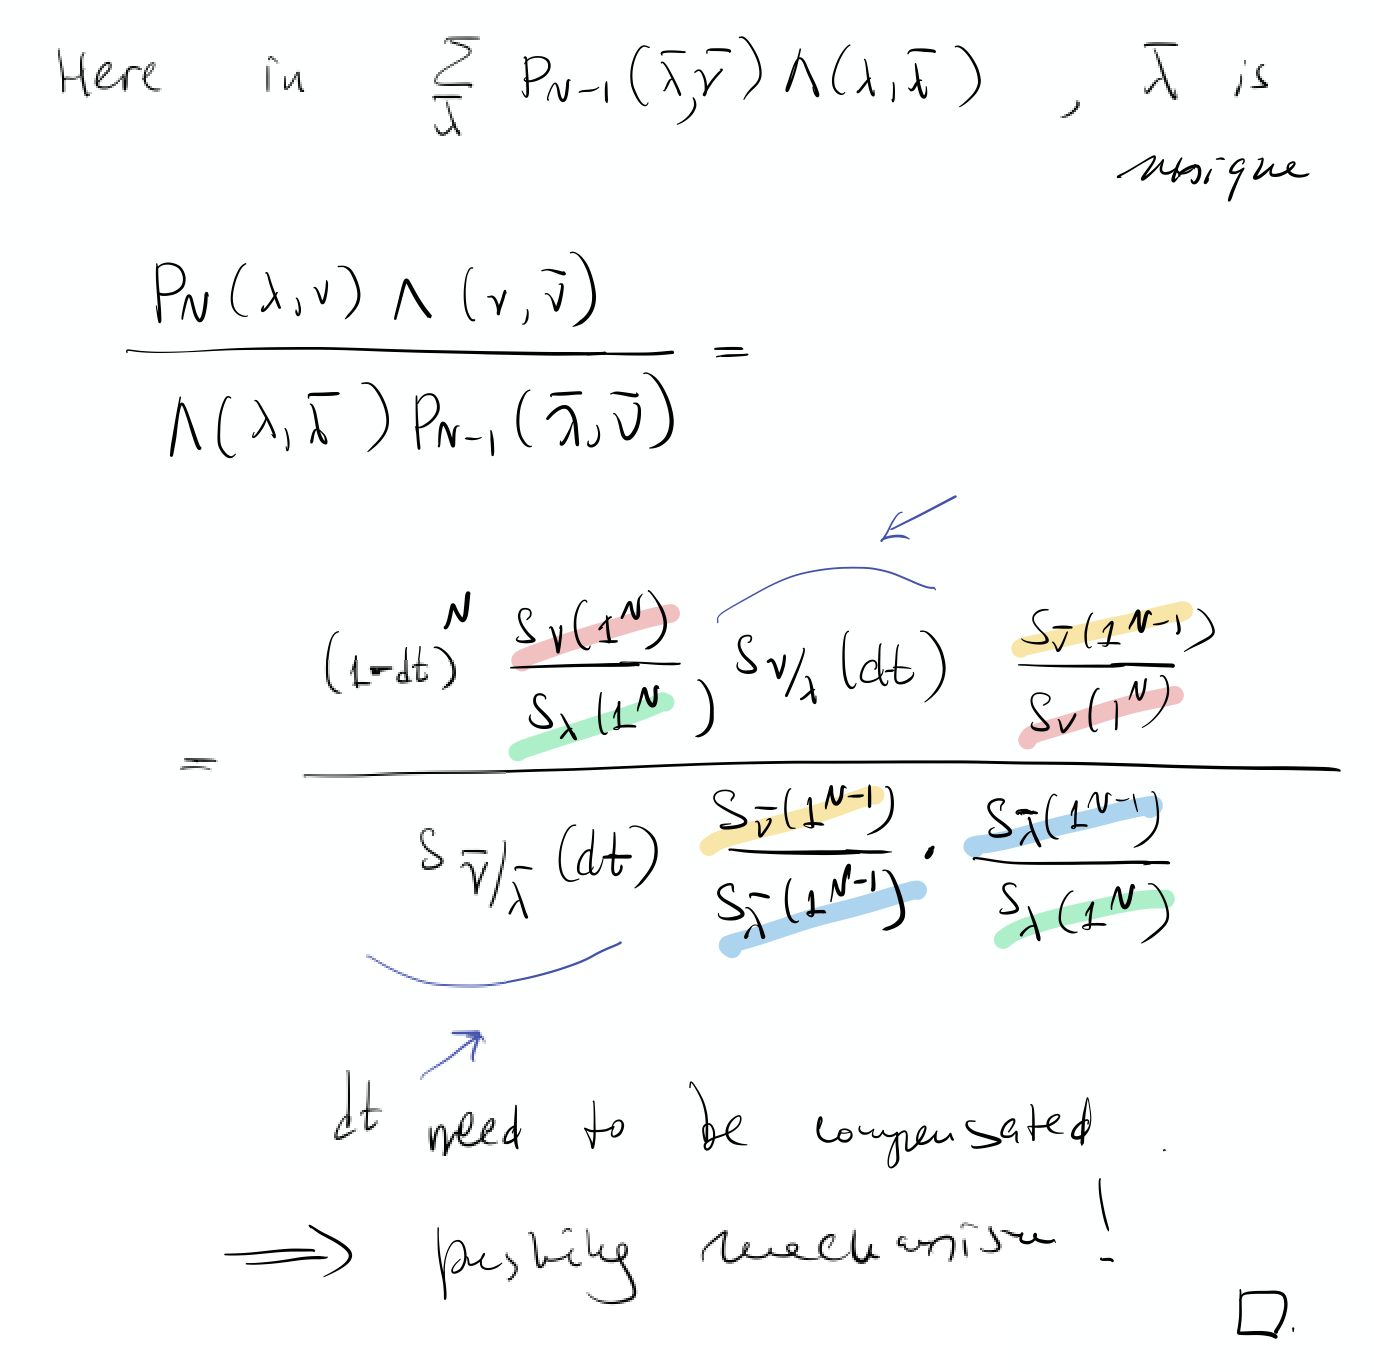 Here in $\sum_{\bar{\lambda}} P_{N-1}(\bar{\lambda}, \bar{\nu}) \Lambda(\lambda, \bar{\lambda})$ , $\bar{\lambda}$ is
unique
$\frac{P_N(\lambda, \nu) \Lambda(\nu, \bar{\nu})}{\Lambda(\lambda, \bar{\lambda}) P_{N-1}(\bar{\lambda}, \bar{\nu})} =$
$= \frac{(1-dt)^N \frac{S_\nu(1^N)}{S_\lambda(1^N)}) S_{\nu/\lambda}(dt) \frac{S_{\bar{\nu}}(1^{N-1})}{S_\nu(1^N)}}{S_{\bar{\nu}/\bar{\lambda}}(dt) \frac{S_{\bar{\nu}}(1^{N-1})}{S_{\bar{\lambda}}(1^{N-1})} \cdot \frac{S_{\bar{\lambda}}(1^{N-1})}{S_\lambda(1^N)}}$
dt need to be compensated.
⟹ pushing mechanism!
□.